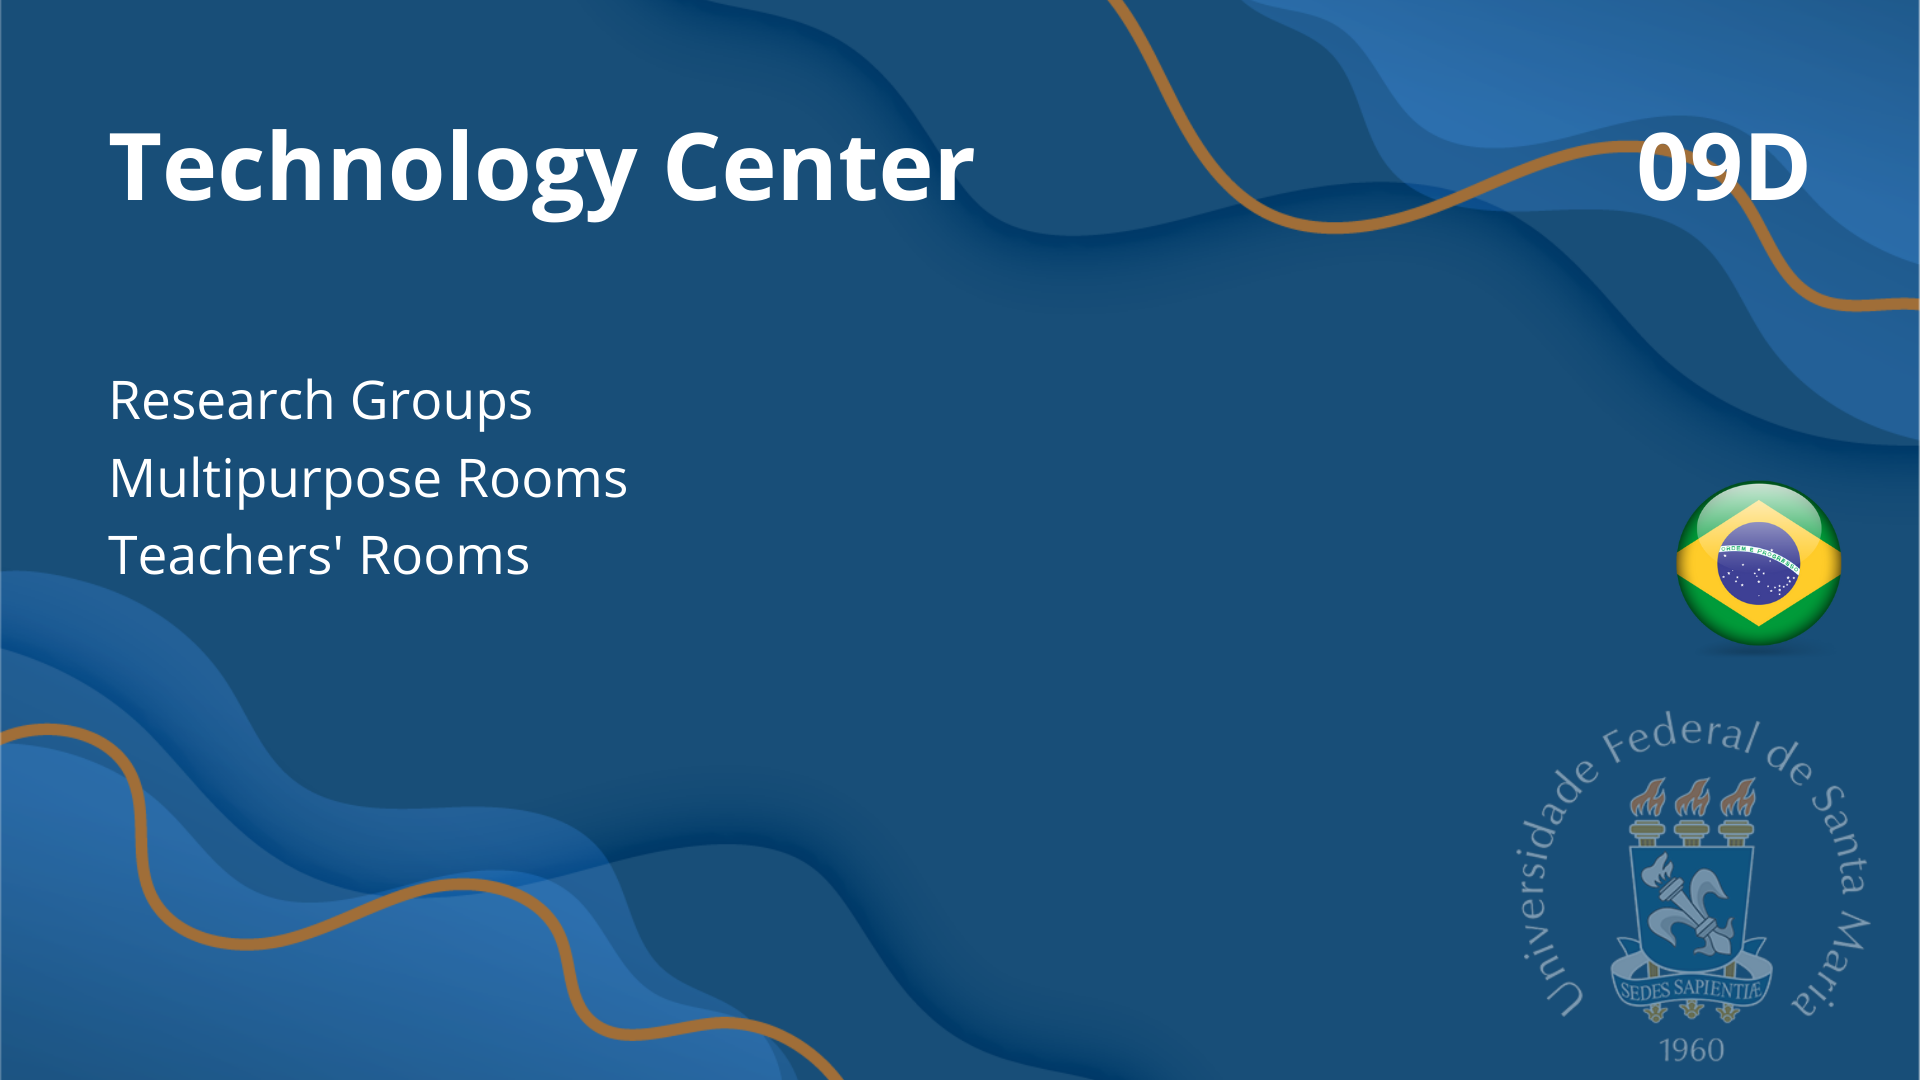 Technology Center
09D
Research Groups
Multipurpose Rooms
Teachers' Rooms
ORDEM E PROGRESSO
Universidade Federal de Santa Maria
SEDES SAPIENTIÆ
1960